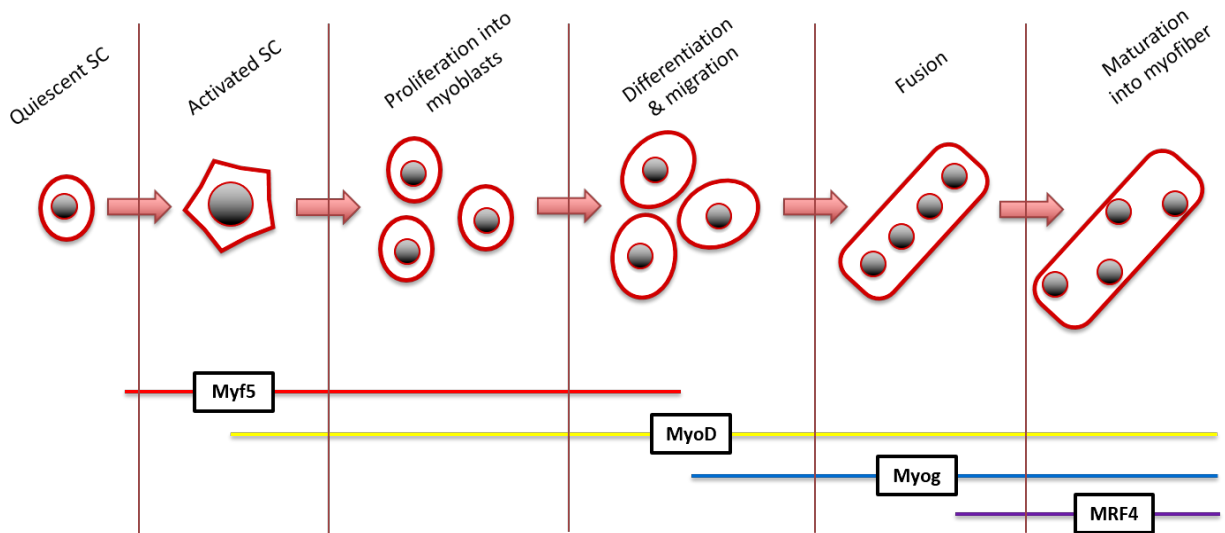 Quiescent SC
Activated SC
Proliferation into
myoblasts
Differentiation
& migration
Fusion
Maturation
into myofiber
Myf5
MyoD
Myog
MRF4